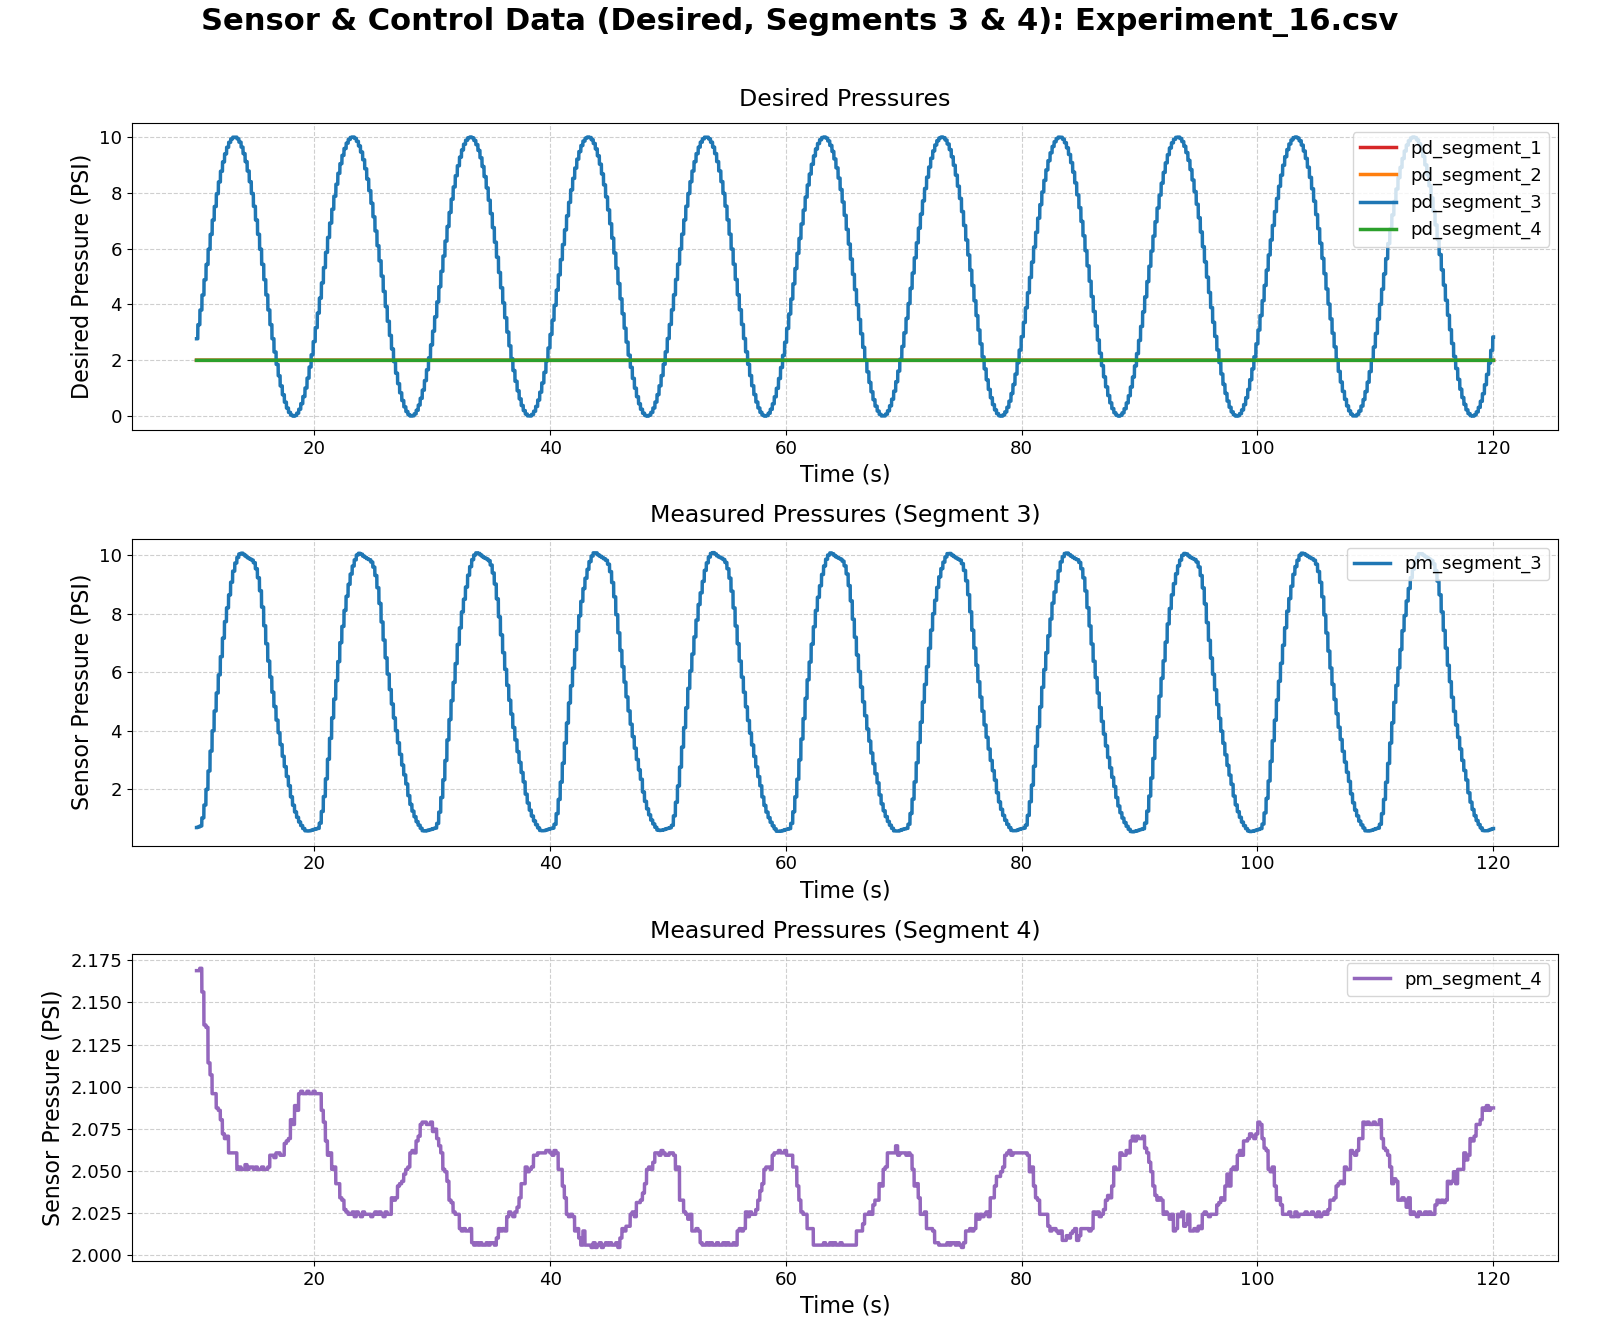 Sensor & Control Data (Desired, Segments 3 & 4): Experiment_16.csv
Desired Pressures
Desired Pressure (PSI)
10
8
6
4
2
0
pd_segment_1
pd_segment_2
pd_segment_3
pd_segment_4
20 40 60 80 100 120
Time (s)
Measured Pressures (Segment 3)
Sensor Pressure (PSI)
10
8
6
4
2
pm_segment_3
20 40 60 80 100 120
Time (s)
Measured Pressures (Segment 4)
Sensor Pressure (PSI)
2.175
2.150
2.125
2.100
2.075
2.050
2.025
2.000
pm_segment_4
20 40 60 80 100 120
Time (s)